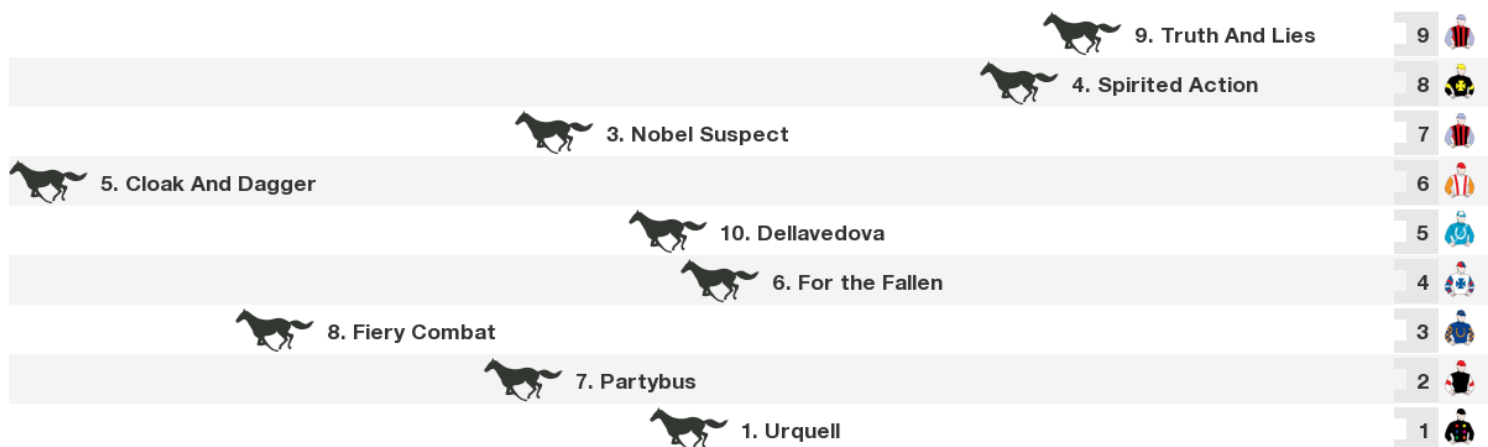 9. Truth And Lies 9
4. Spirited Action 8
3. Nobel Suspect 7
5. Cloak And Dagger 6
10. Dellavedova 5
6. For the Fallen 4
8. Fiery Combat 3
7. Partybus 2
1. Urquell 1